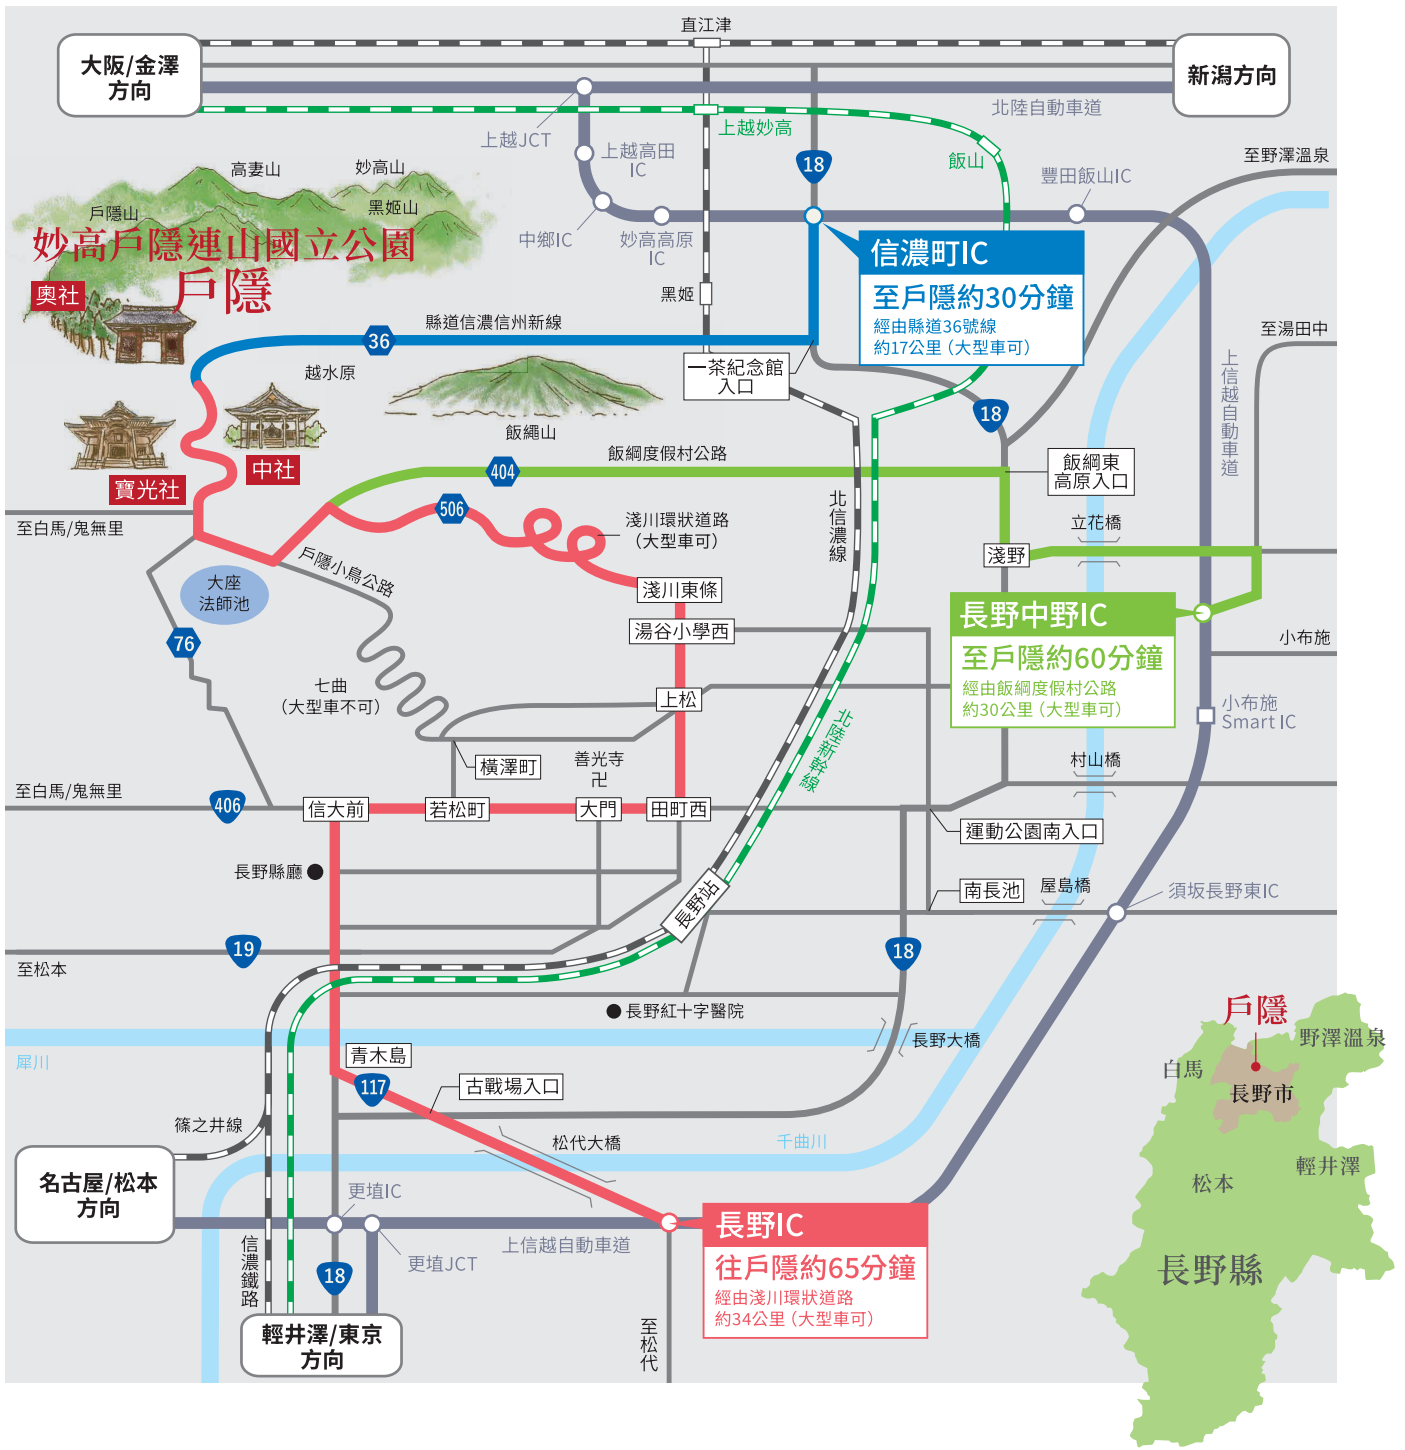 直江津
大阪/金澤
方向
新潟方向
北陸自動車道
上越JCT
上越妙高
上越高田
IC
飯山
至野澤溫泉
18
豐田飯山IC
高妻山
妙高山
戶隱山
黑姬山
妙高戶隱連山國立公園
戶隱
奧社
中鄉IC
妙高高原
IC
黑姬
信濃町IC
至戶隱約30分鐘
經由縣道36號線
約17公里（大型車可）
縣道信濃信州新線
36
越水原
至湯田中
一茶紀念館
入口
上信越自動車道
18
飯繩山
寶光社
中社
飯綱度假村公路
404
飯綱東
高原入口
506
北信濃線
淺川環狀道路
（大型車可）
立花橋
至白馬/鬼無里
戶隱小鳥公路
淺野
大座
法師池
淺川東條
長野中野IC
至戶隱約60分鐘
經由飯綱度假村公路
約30公里（大型車可）
湯谷小學西
76
小布施
七曲
（大型車不可）
上松
小布施
Smart IC
北陸新幹線
橫澤町
善光寺
卍
村山橋
至白馬/鬼無里
406
信大前
若松町
大門
田町西
運動公園南入口
長野縣廳
長野站
南長池
屋島橋
須坂長野東IC
19
18
至松本
長野紅十字醫院
長野大橋
犀川
青木島
117
古戰場入口
戶隱
野澤溫泉
白馬
長野市
篠之井線
松代大橋
千曲川
輕井澤
松本
名古屋/松本
方向
更埴IC
長野IC
往戶隱約65分鐘
經由淺川環狀道路
約34公里（大型車可）
信濃鐵路
更埴JCT
上信越自動車道
18
長野縣
輕井澤/東京
方向
至松代